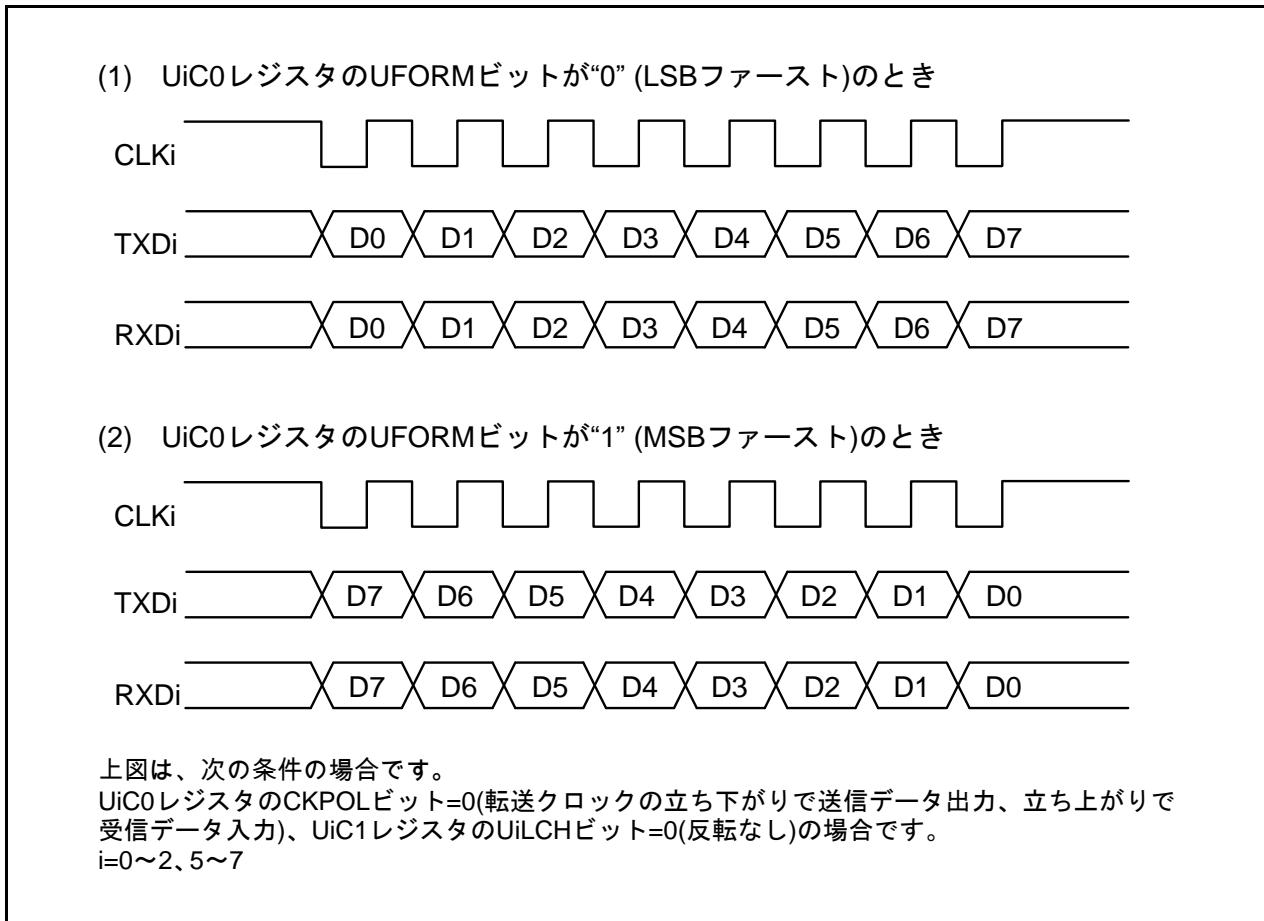 (1) UiC0レジスタのUFORMビットが“0” (LSBファースト)のとき
CLKi
TXDi D0 D1 D2 D3 D4 D5 D6 D7
RXDi D0 D1 D2 D3 D4 D5 D6 D7
(2) UiC0レジスタのUFORMビットが“1” (MSBファースト)のとき
CLKi
TXDi D7 D6 D5 D4 D3 D2 D1 D0
RXDi D7 D6 D5 D4 D3 D2 D1 D0
上図は、次の条件の場合です。
UiC0レジスタのCKPOLビット=0(転送クロックの立ち下がりで送信データ出力、立ち上がりで
受信データ入力)、UiC1レジスタのUiLCHビット=0(反転なし)の場合です。
i=0～2、5～7